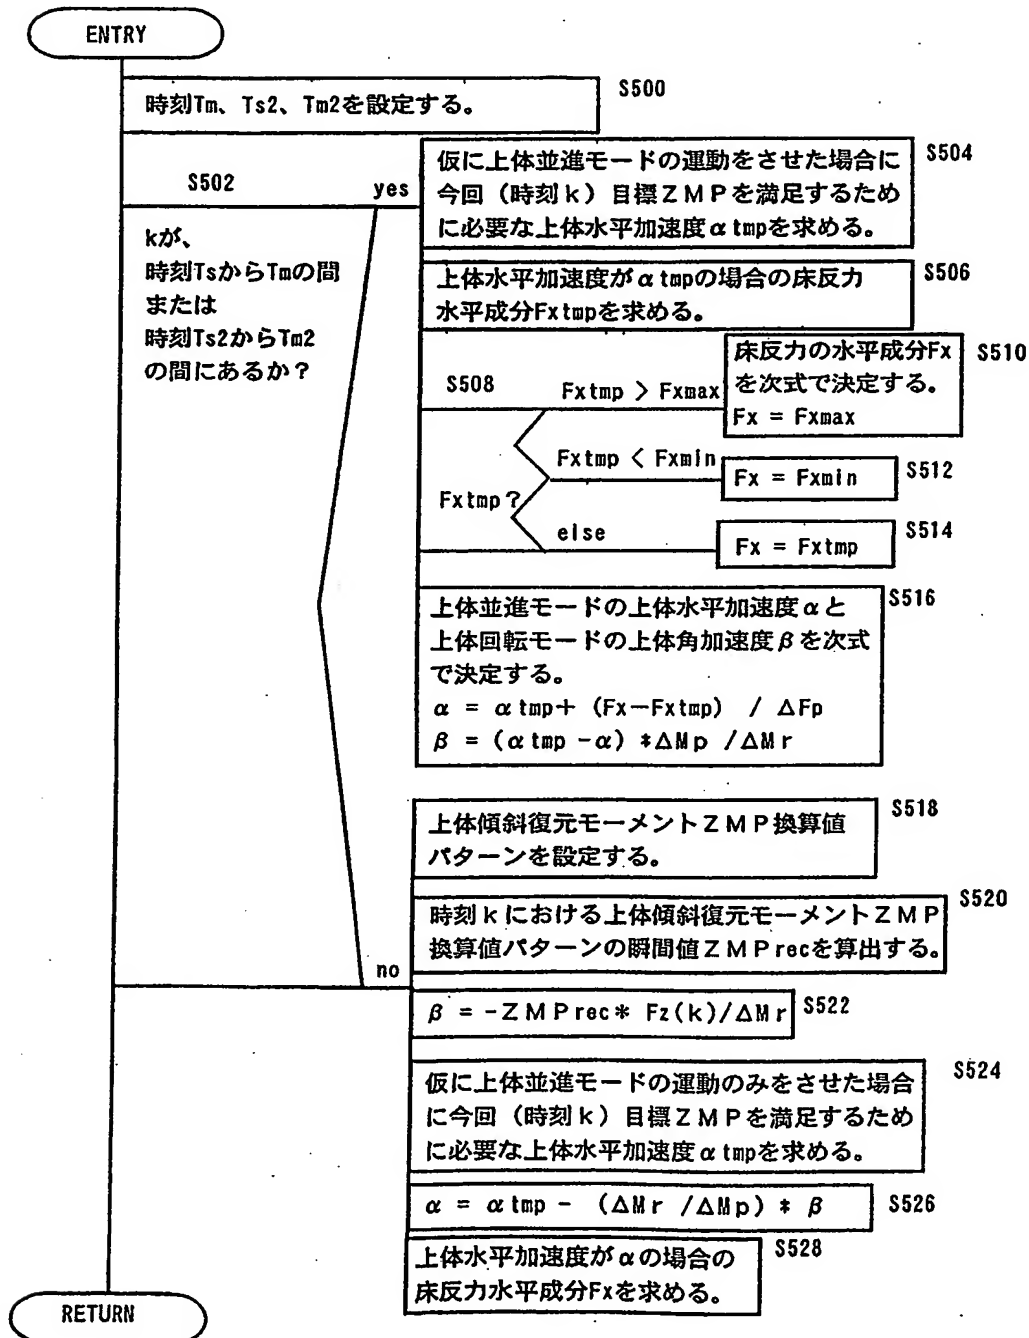 ENTRY
時刻Tm、Ts2、Tm2を設定する。
S500
S502
yes
kが、
時刻TsからTmの間
または
時刻Ts2からTm2
の間にあるか？
仮に上体並進モードの運動をさせた場合に
今回（時刻k）目標ZMPを満足するため
に必要な上体水平加速度αtmpを求める。
S504
上体水平加速度がαtmpの場合の床反力
水平成分Fxtmpを求める。
S506
S508
Fxtmp？
Fxtmp > Fxmax
床反力の水平成分Fx
を次式で決定する。
Fx = Fxmax
S510
Fxtmp < Fxmin
Fx = Fxmin
S512
else
Fx = Fxtmp
S514
上体並進モードの上体水平加速度αと
上体回転モードの上体角加速度βを次式
で決定する。
α = αtmp+ (Fx−Fxtmp) / ΔFp
β = (αtmp -α) *ΔMp /ΔMr
S516
no
上体傾斜復元モーメントZMP換算値
パターンを設定する。
S518
時刻kにおける上体傾斜復元モーメントZMP
換算値パターンの瞬間値ZMPrecを算出する。
S520
β = -ZMPrec* Fz(k)/ΔMr
S522
仮に上体並進モードの運動のみをさせた場合
に今回（時刻k）目標ZMPを満足するため
に必要な上体水平加速度αtmpを求める。
S524
α = αtmp - (ΔMr /ΔMp) * β
S526
上体水平加速度がαの場合の
床反力水平成分Fxを求める。
S528
RETURN